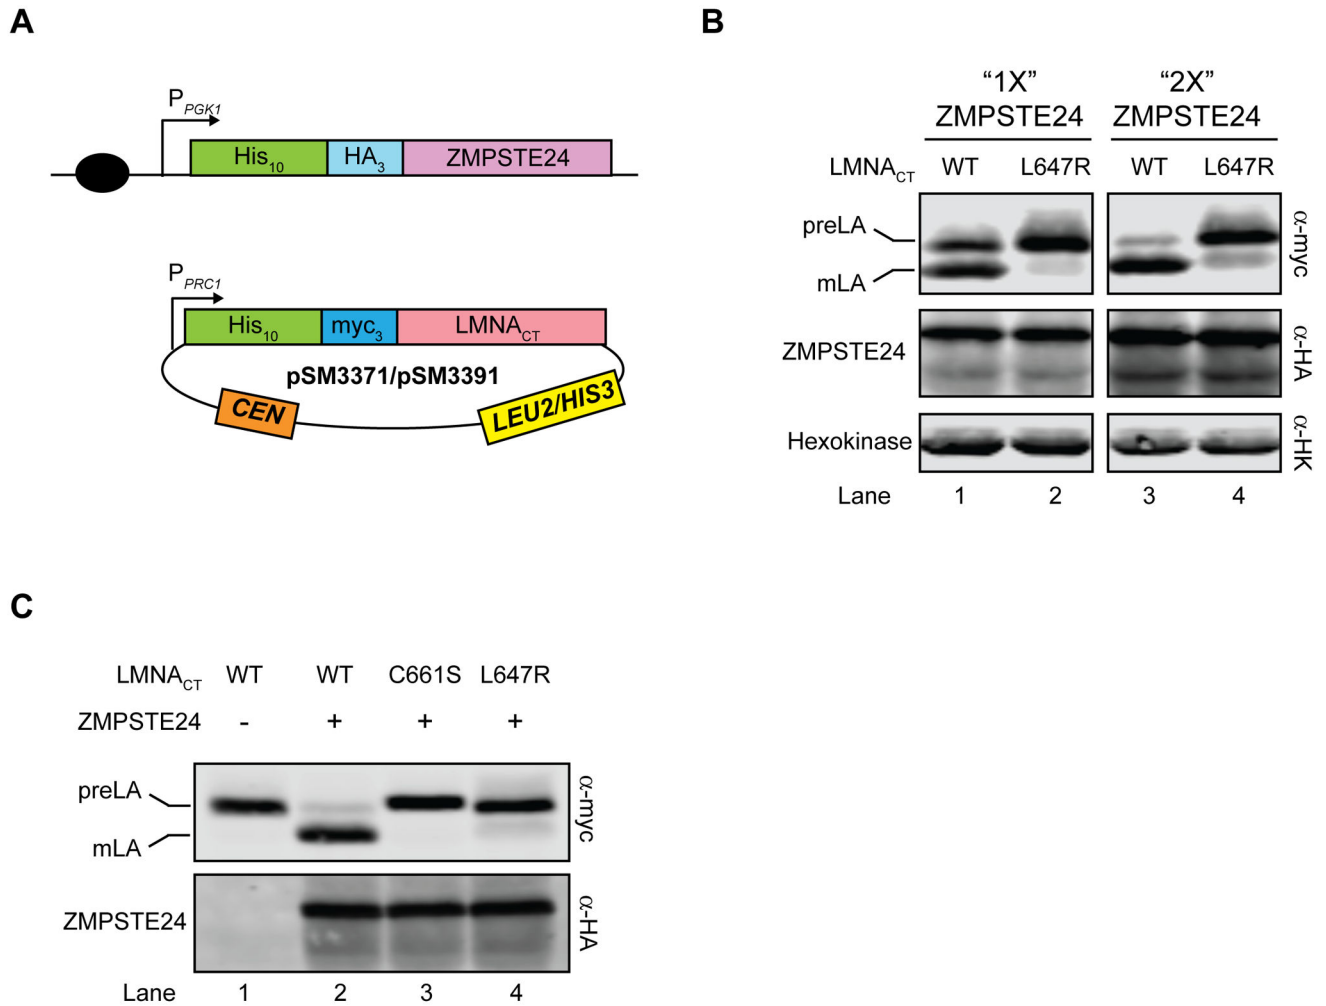 A
P PGK1
His10 HA3 ZMPSTE24
P PRC1
His10 myc3 LMNACT
pSM3371/pSM3391
CEN LEU2/HIS3
B
“1X” “2X”
ZMPSTE24 ZMPSTE24
LMNACT WT L647R WT L647R
preLA
mLA
α-myc
ZMPSTE24
α-HA
Hexokinase
α-HK
Lane 1 2 3 4
C
LMNACT WT WT C661S L647R
ZMPSTE24 - + + +
preLA
mLA
α-myc
ZMPSTE24
α-HA
Lane 1 2 3 4